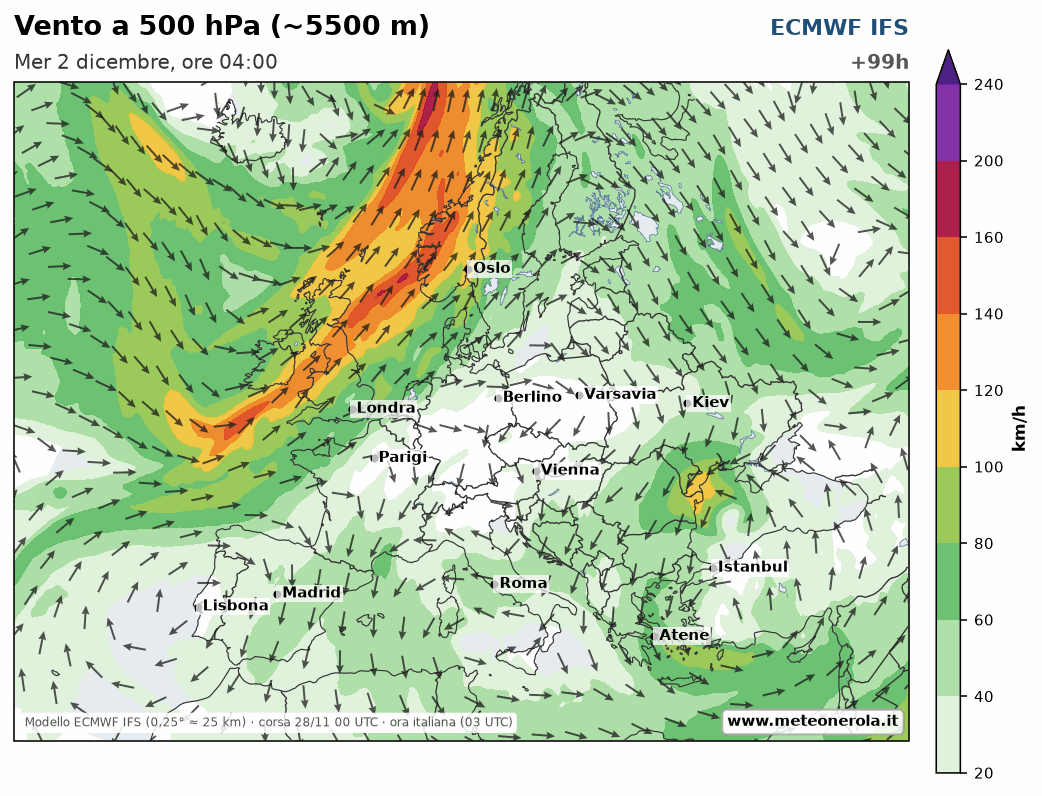 Vento a 500 hPa (~5500 m)
ECMWF IFS
Mer 2 dicembre, ore 04:00
+99h
240
200
160
140
120
100
80
60
40
20
km/h
Oslo
Londra
Berlino
Varsavia
Kiev
Parigi
Vienna
Istanbul
Roma
Madrid
Lisbona
Atene
Modello ECMWF IFS (0,25° ≈ 25 km) · corsa 28/11 00 UTC · ora italiana (03 UTC)
www.meteonerola.it